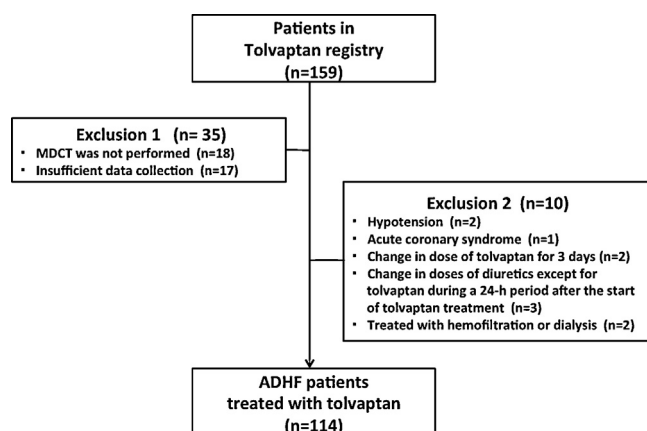 Patients in
Tolvaptan registry
(n=159)
Exclusion 1 (n= 35)
▪ MDCT was not performed (n=18)
▪ Insufficient data collection (n=17)
Exclusion 2 (n=10)
▪ Hypotension (n=2)
▪ Acute coronary syndrome (n=1)
▪ Change in dose of tolvaptan for 3 days (n=2)
▪ Change in doses of diuretics except for
tolvaptan during a 24-h period after the start
of tolvaptan treatment (n=3)
▪ Treated with hemofiltration or dialysis (n=2)
ADHF patients
treated with tolvaptan
(n=114)